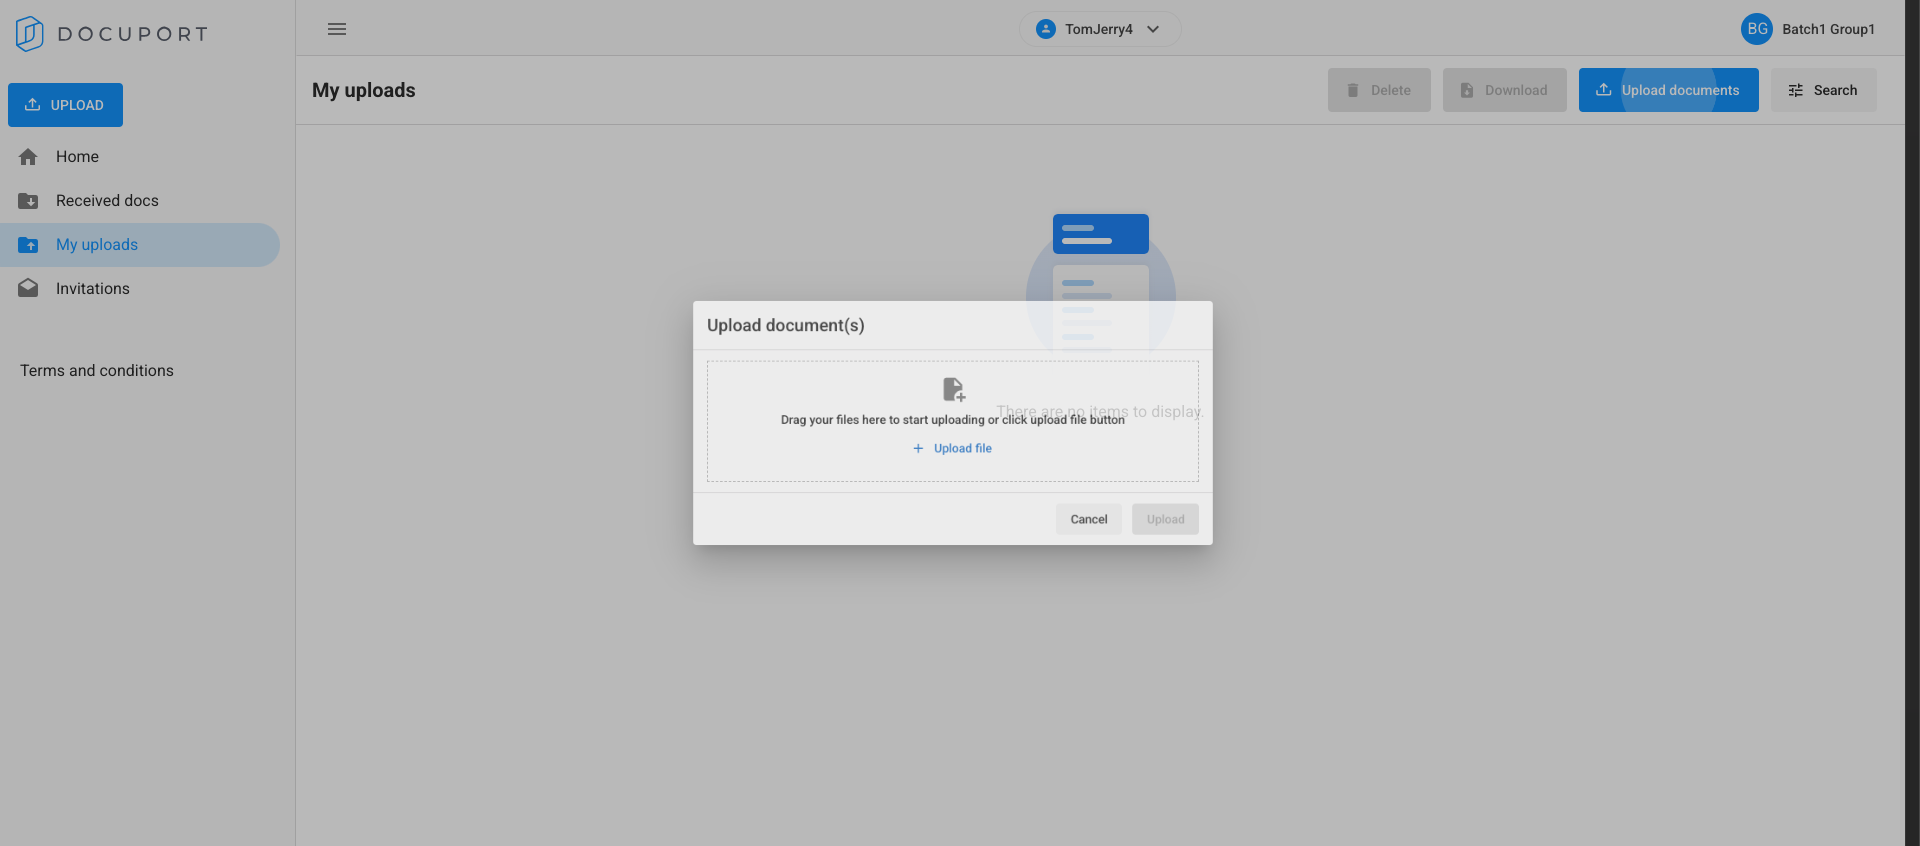 DOCUPORT
TomJerry4
BG Batch1 Group1
UPLOAD
Home
Received docs
My uploads
Invitations
Terms and conditions
My uploads
Delete
Download
Upload documents
Search
Upload document(s)
There are no items to display.
Drag your files here to start uploading or click upload file button
+ Upload file
Cancel
Upload